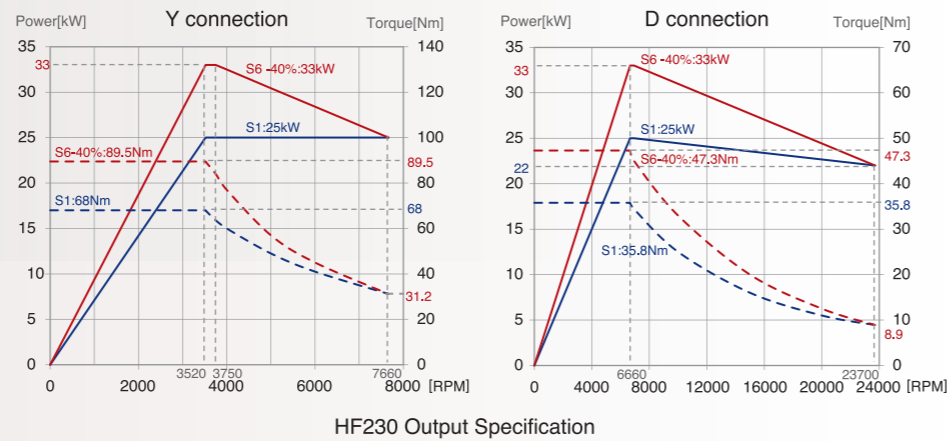 Y connection
Power[kW]
Torque[Nm]
35
33
30
25
20
15
10
5
0
140
120
100
89.5
80
68
60
40
31.2
20
0
S6 -40%:33kW
S1:25kW
S6-40%:89.5Nm
S1:68Nm
3520 3750 7660
0 2000 4000 6000 8000 [RPM]
D connection
Power[kW]
Torque[Nm]
35
33
30
25
22
20
15
10
5
0
70
60
50
47.3
40
35.8
30
20
10
8.9
0
S6 -40%:33kW
S1:25kW
S6-40%:47.3Nm
S1:35.8Nm
6660 23700
0 4000 8000 12000 16000 20000 24000 [RPM]
HF230 Output Specification